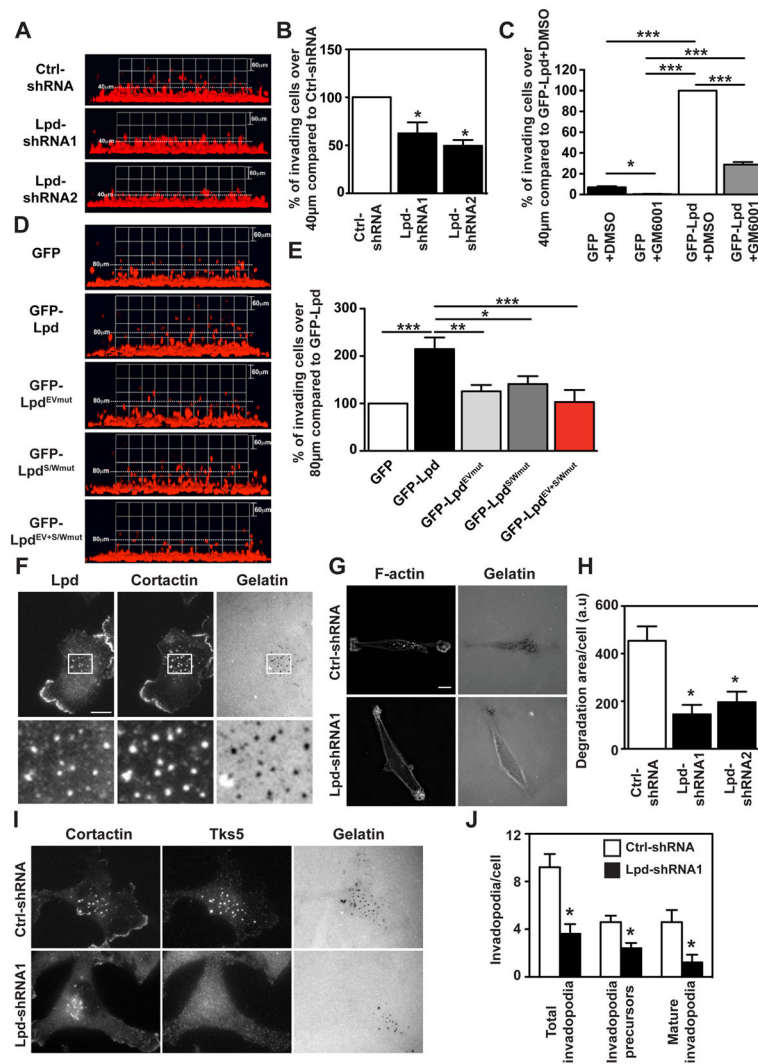 A
Ctrl-
shRNA
Lpd-
shRNA1
Lpd-
shRNA2
60µm
40µm
60µm
40µm
60µm
40µm
B
% of invading cells over
40µm compared to Ctrl-shRNA
150
100
50
0
*
*
Ctrl-
shRNA
Lpd-
shRNA1
Lpd-
shRNA2
C
% of invading cells over
40µm compared to GFP-Lpd+DMSO
120
100
80
60
40
20
0
***
***
***
***
*
GFP
+DMSO
GFP
+GM6001
GFP-Lpd
+DMSO
GFP-Lpd
+GM6001
D
GFP
GFP-
Lpd
GFP-
LpdEVmut
GFP-
LpdS/Wmut
GFP-
LpdEV+S/Wmut
60µm
80µm
60µm
80µm
60µm
80µm
60µm
80µm
60µm
80µm
E
% of invading cells over
80µm compared to GFP-Lpd
300
200
100
0
***
*
***
**
GFP
GFP-Lpd
GFP-LpdEVmut
GFP-LpdS/Wmut
GFP-LpdEV+S/Wmut
F
Lpd
Cortactin
Gelatin
G
F-actin
Gelatin
Ctrl-shRNA
Lpd-shRNA1
H
Degradation area/cell (a.u)
600
400
200
0
*
*
Ctrl-
shRNA
Lpd-
shRNA1
Lpd-
shRNA2
I
Cortactin
Tks5
Gelatin
Ctrl-shRNA
Lpd-shRNA1
J
Invadopodia/cell
12
8
4
0
Ctrl-shRNA
Lpd-shRNA1
*
*
*
Total
invadopodia
Invadopodia
precursors
Mature
invadopodia